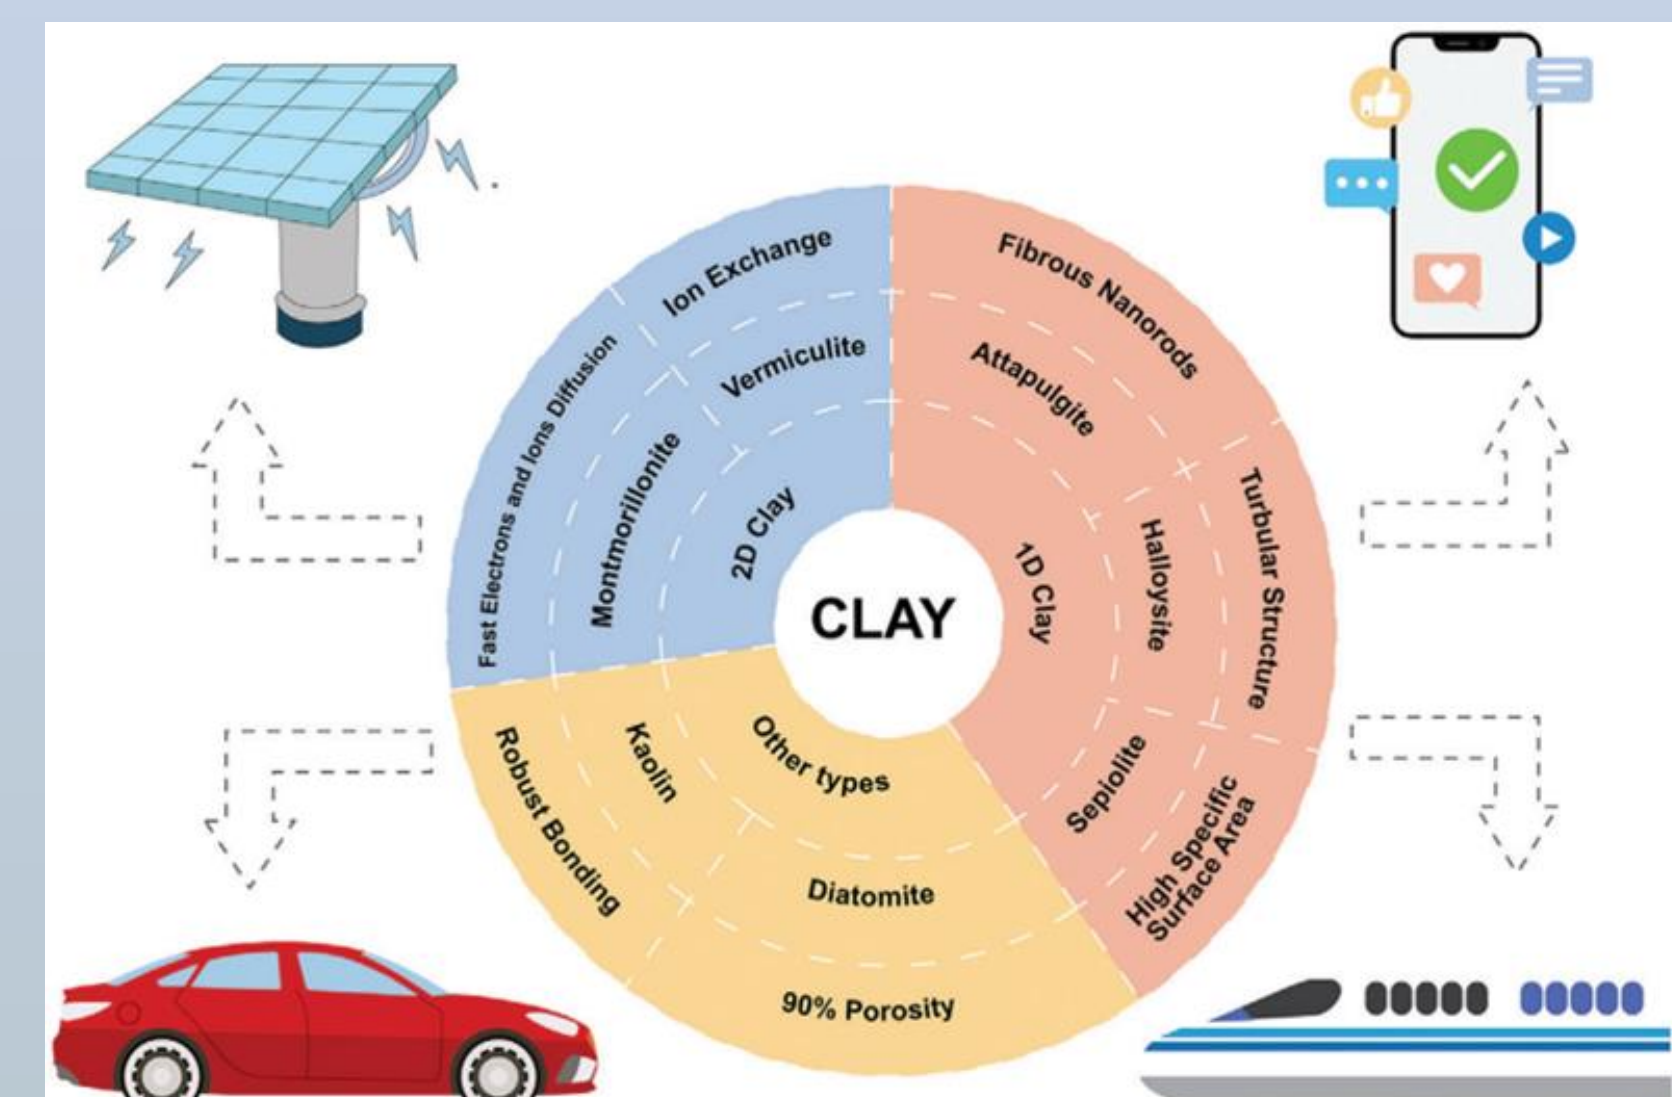 CLAY
1D Clay
Attapulgite
Fibrous Nanorods
Halloysite
Turbular Structure
Sepiolite
High Specific
Surface Area
Other types
Diatomite
90% Porosity
Kaolin
Robust Bonding
2D Clay
Montmorillonite
Fast Electrons and Ions Diffusion
Vermiculite
Ion Exchange